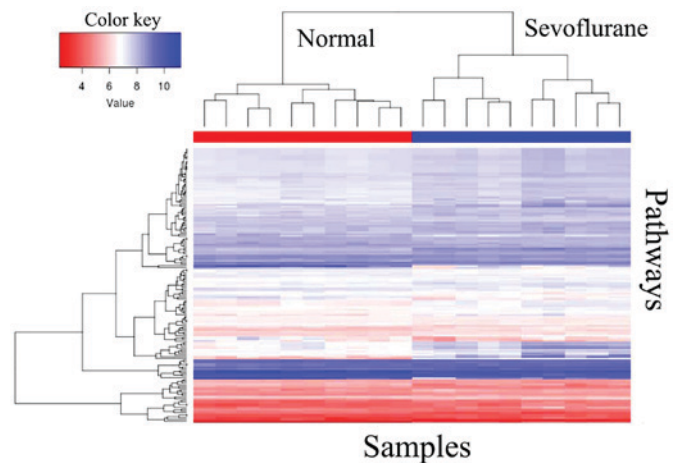 Color key
4 6 8 10
Value
Normal
Sevoflurane
Pathways
Samples